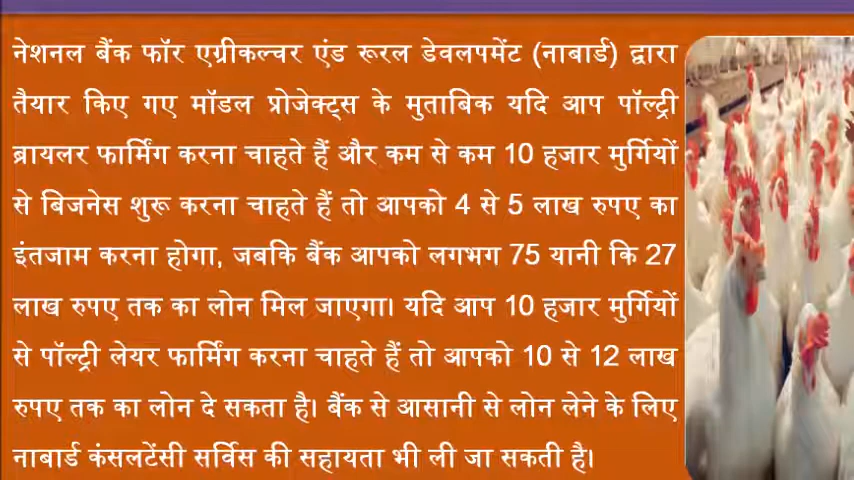 नेशनल बैंक फॉर एग्रीकल्चर एंड रूरल डेवलपमेंट (नाबार्ड) द्वारा
तैयार किए गए मॉडल प्रोजेक्ट्स के मुताबिक यदि आप पॉल्ट्री
ब्रायलर फार्मिंग करना चाहते हैं और कम से कम 10 हजार मुर्गियों
से बिजनेस शुरू करना चाहते हैं तो आपको 4 से 5 लाख रुपए का
इंतजाम करना होगा, जबकि बैंक आपको लगभग 75 यानी कि 27
लाख रुपए तक का लोन मिल जाएगा। यदि आप 10 हजार मुर्गियों
से पॉल्ट्री लेयर फार्मिंग करना चाहते हैं तो आपको 10 से 12 लाख
रुपए तक का लोन दे सकता है। बैंक से आसानी से लोन लेने के लिए
नाबार्ड कंसलटेंसी सर्विस की सहायता भी ली जा सकती है।